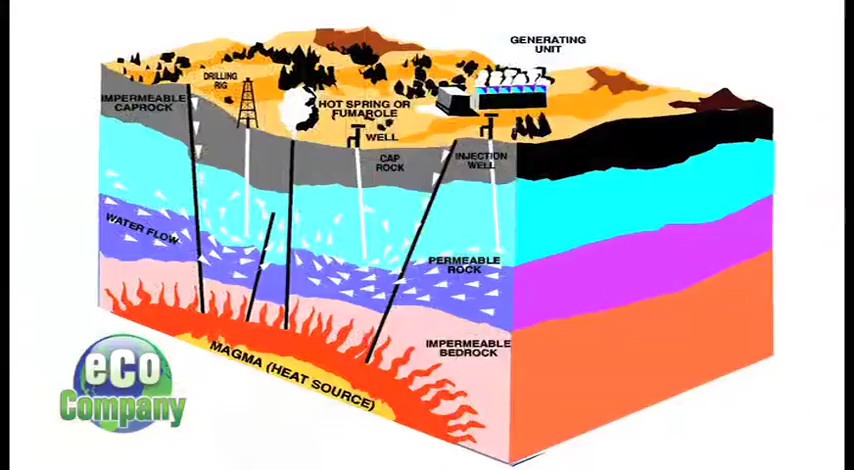 GENERATING
UNIT
DRILLING
RIG
IMPERMEABLE
CAPROCK
HOT SPRING OR
FUMAROLE
WELL
CAP
ROCK
INJECTION
WELL
WATER FLOW
PERMEABLE
ROCK
IMPERMEABLE
BEDROCK
MAGMA (HEAT SOURCE)
eco
Company